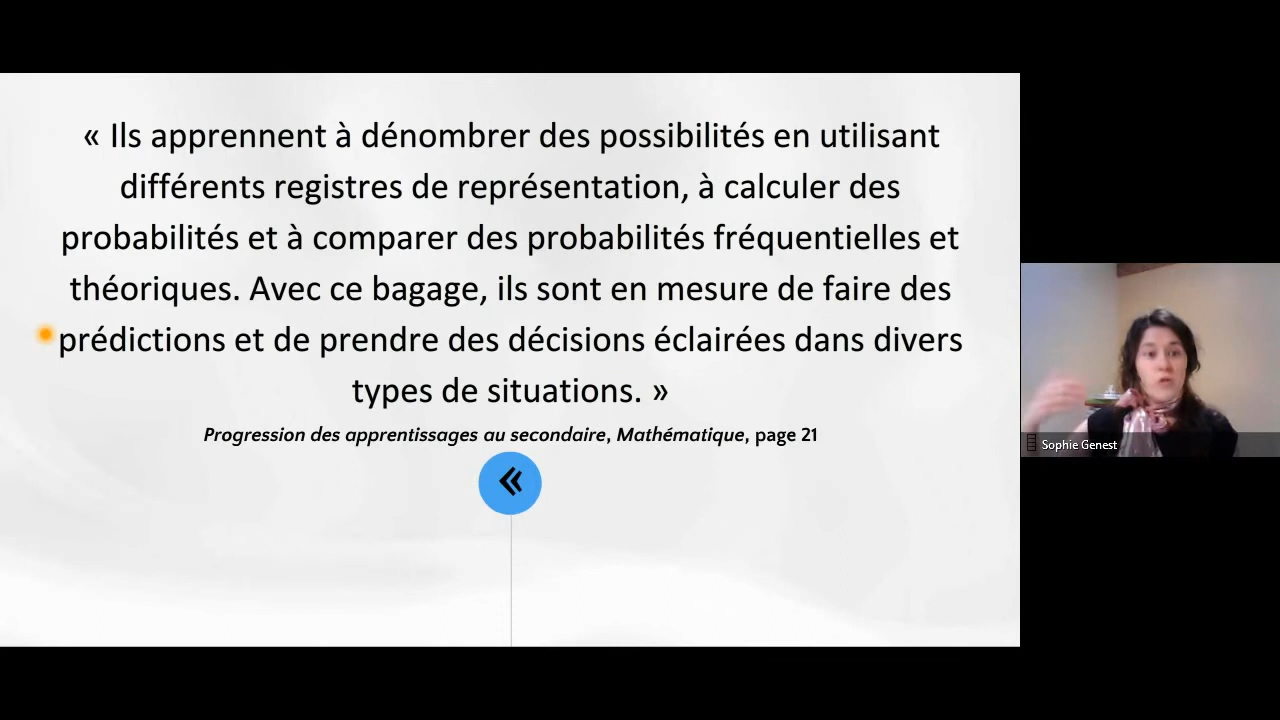 « Ils apprennent à dénombrer des possibilités en utilisant
différents registres de représentation, à calculer des
probabilités et à comparer des probabilités fréquentielles et
théoriques. Avec ce bagage, ils sont en mesure de faire des
prédictions et de prendre des décisions éclairées dans divers
types de situations. »
Progression des apprentissages au secondaire, Mathématique, page 21
«
Sophie Genest